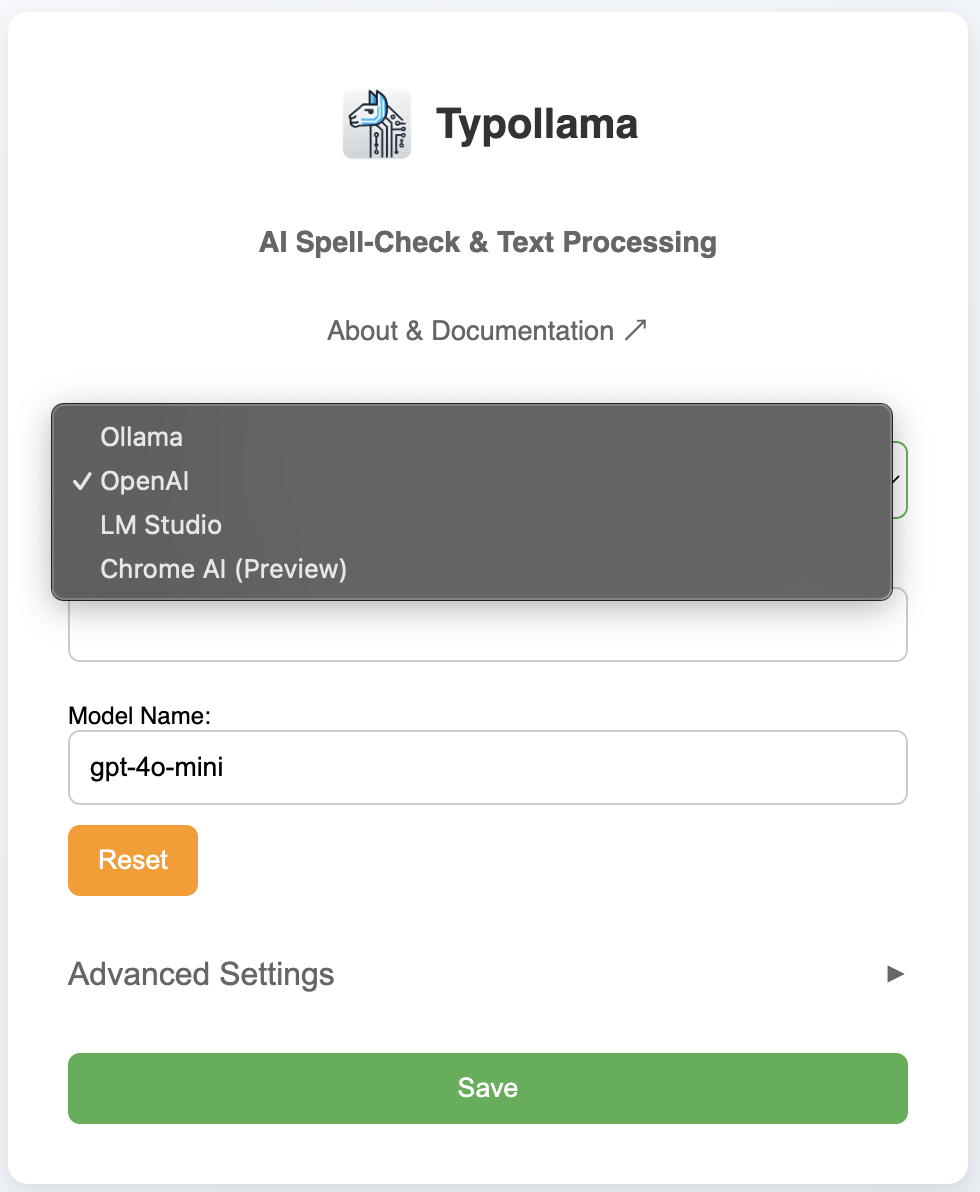 Typollama
AI Spell-Check & Text Processing
About & Documentation ↗
Ollama
✓ OpenAI
LM Studio
Chrome AI (Preview)
Model Name:
gpt-4o-mini
Reset
Advanced Settings ▶
Save